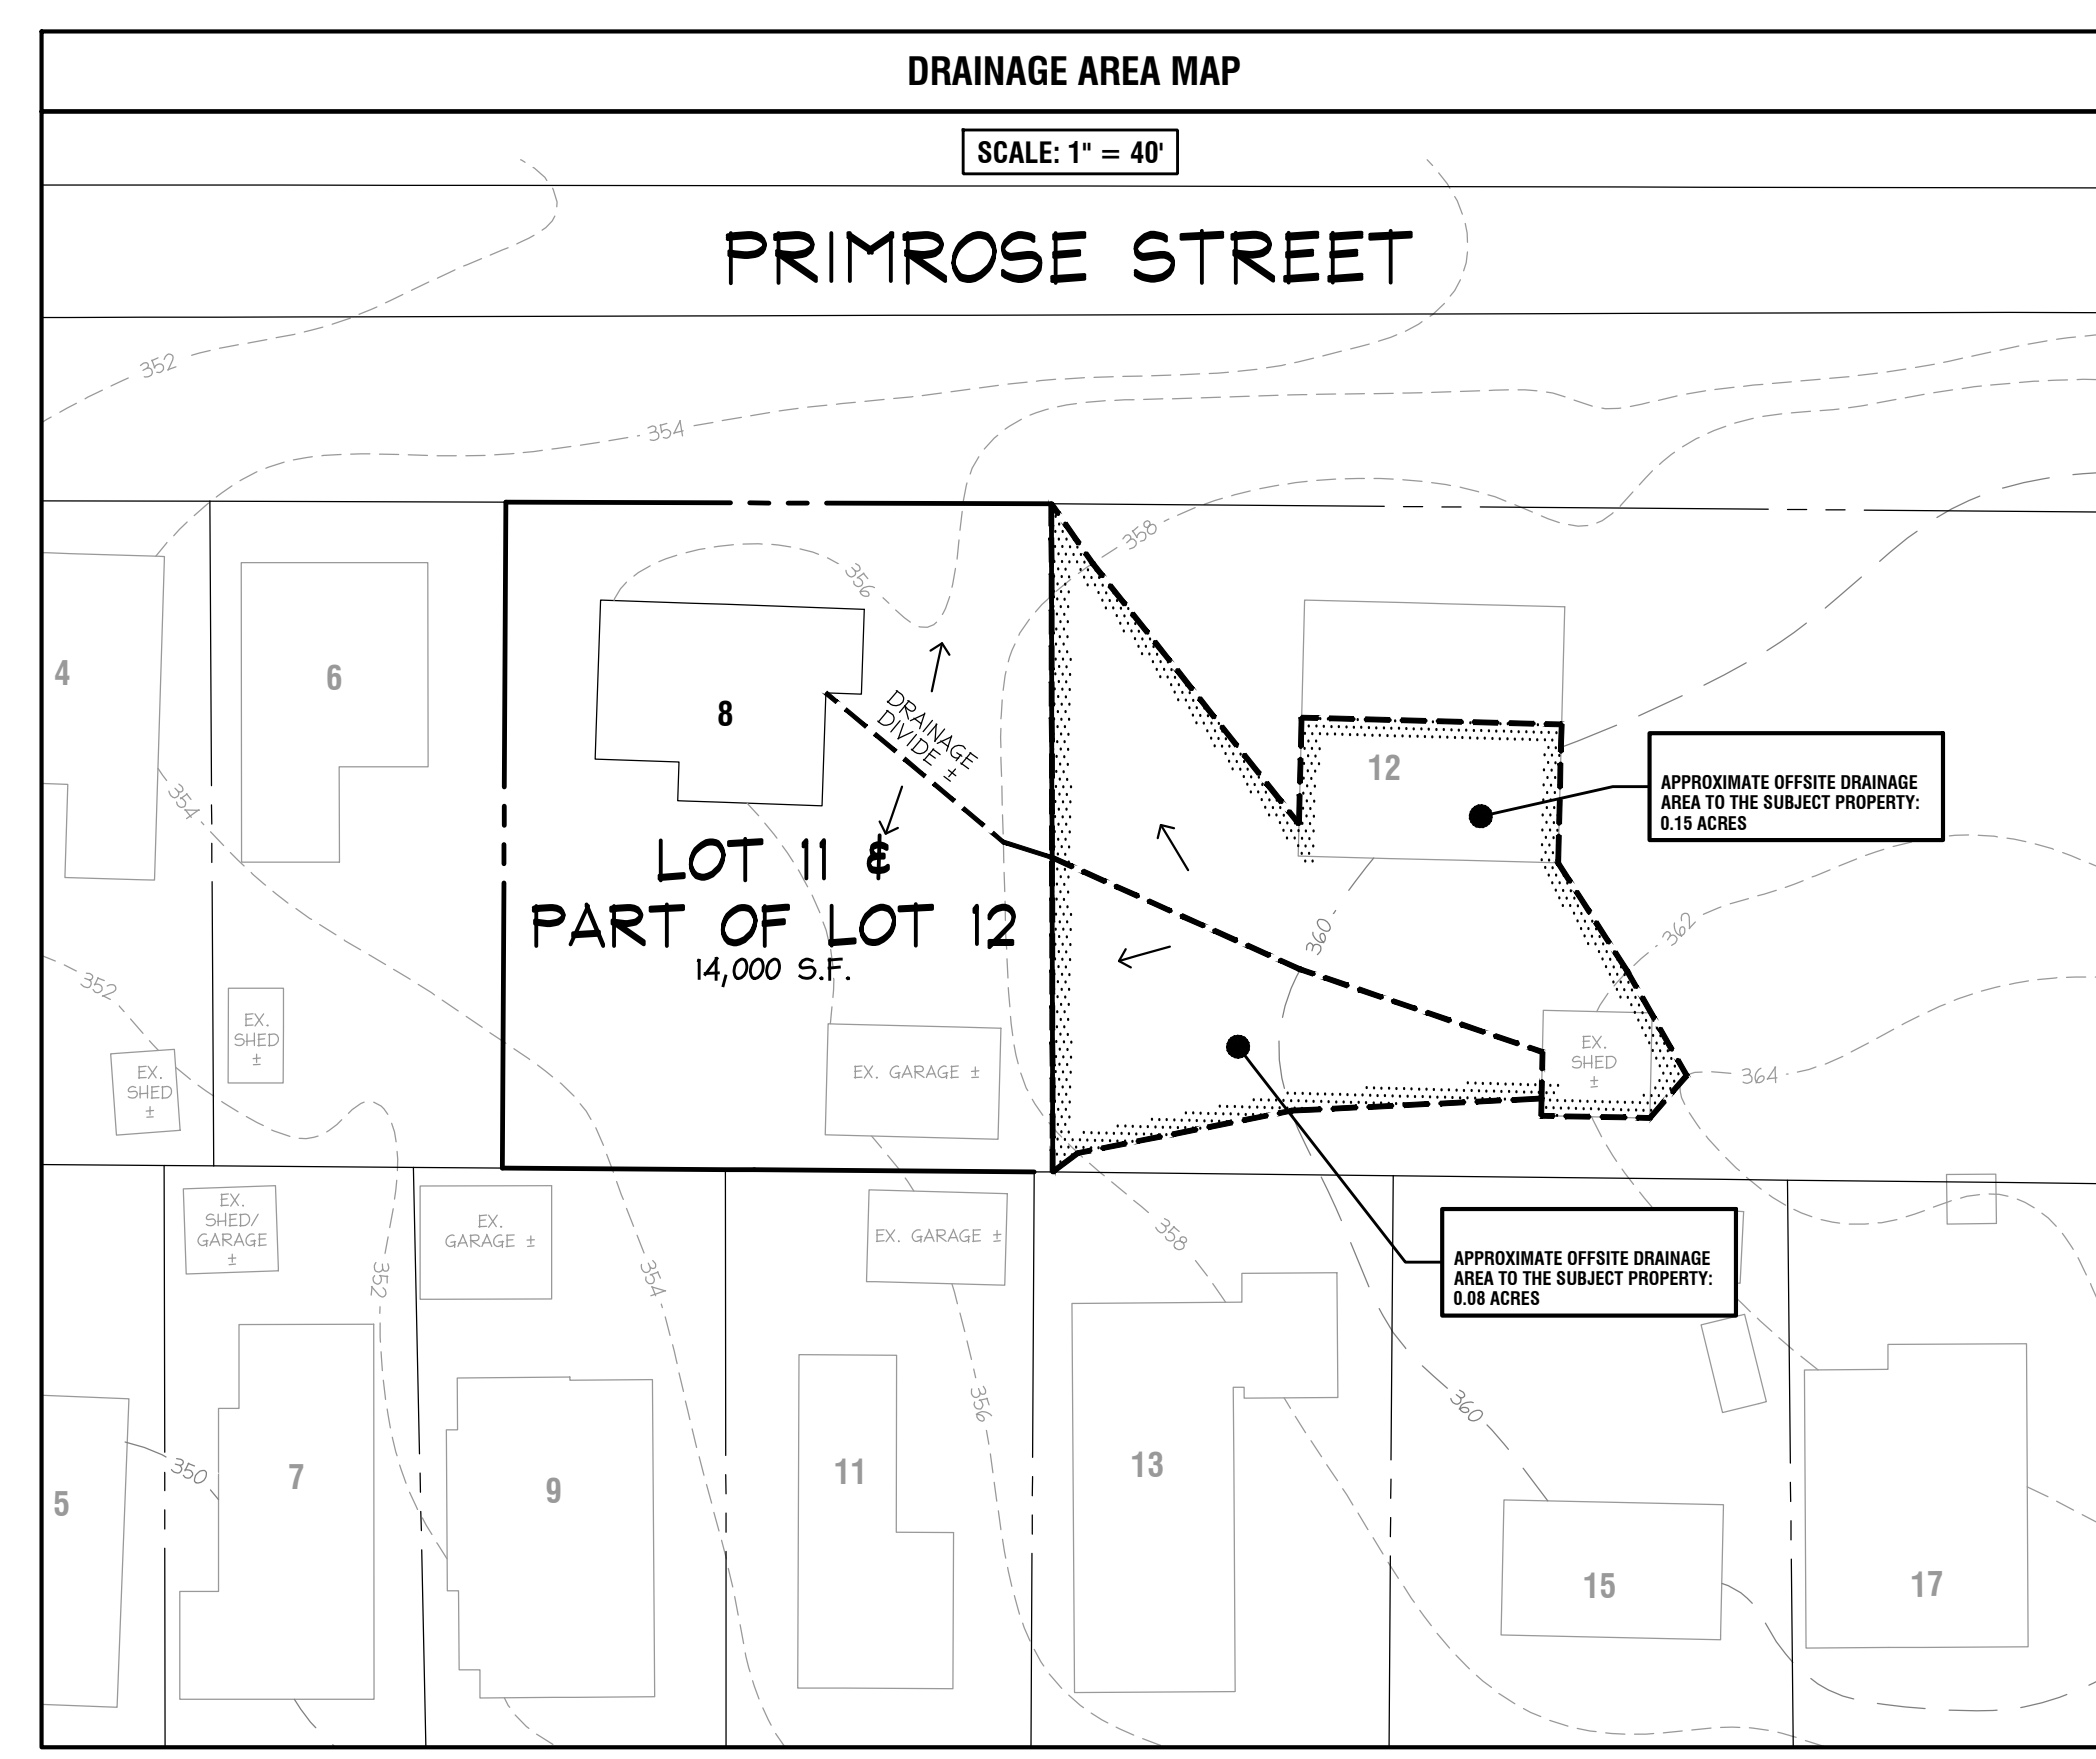 DRAINAGE AREA MAP
SCALE: 1" = 40'
PRIMROSE STREET
352
354
358
356
4
6
8
DRAINAGE
DIVIDE ±
12
APPROXIMATE OFFSITE DRAINAGE
AREA TO THE SUBJECT PROPERTY:
0.15 ACRES
354
LOT 11 &
PART OF LOT 12
14,000 S.F.
360
362
352
EX.
SHED
±
EX.
SHED
±
EX. GARAGE ±
EX.
SHED
±
364
EX.
SHED/
GARAGE
±
EX.
GARAGE ±
EX. GARAGE ±
358
352
354
APPROXIMATE OFFSITE DRAINAGE
AREA TO THE SUBJECT PROPERTY:
0.08 ACRES
356
360
350
5
7
9
11
13
15
17